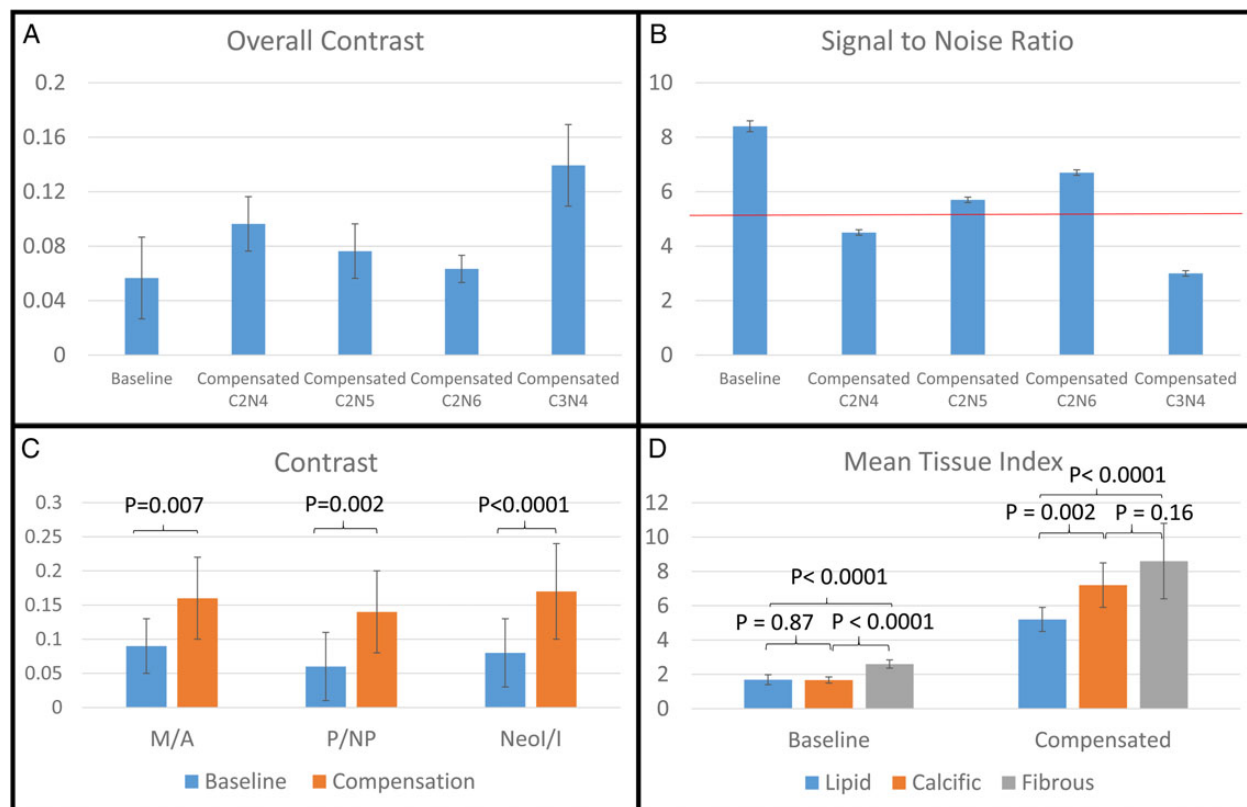 A
Overall Contrast
0.2
0.16
0.12
0.08
0.04
0
Baseline
Compensated C2N4
Compensated C2N5
Compensated C2N6
Compensated C3N4
B
Signal to Noise Ratio
10
8
6
4
2
0
Baseline
Compensated C2N4
Compensated C2N5
Compensated C2N6
Compensated C3N4
C
Contrast
0.3
0.25
0.2
0.15
0.1
0.05
0
P=0.007
P=0.002
P<0.0001
M/A
P/NP
NeoI/I
Baseline
Compensation
D
Mean Tissue Index
12
10
8
6
4
2
0
P< 0.0001
P = 0.87
P < 0.0001
P< 0.0001
P = 0.002
P = 0.16
Baseline
Compensated
Lipid
Calcific
Fibrous